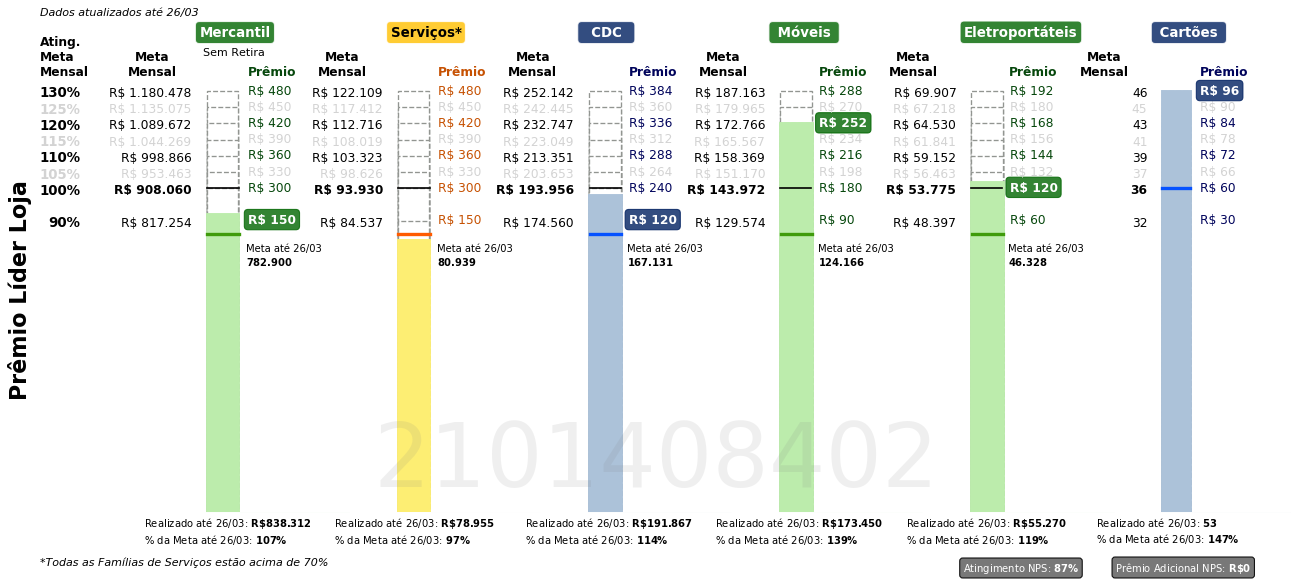 Dados atualizados até 26/03
Mercantil Serviços* CDC Móveis Eletroportáteis Cartões
Sem Retira
Ating. Meta Mensal
Meta Mensal Prêmio Meta Mensal Prêmio Meta Mensal Prêmio Meta Mensal Prêmio Meta Mensal Prêmio Meta Mensal Prêmio
130% R$ 1.180.478 R$ 480 R$ 122.109 R$ 480 R$ 252.142 R$ 384 R$ 187.163 R$ 288 R$ 69.907 R$ 192 46 R$ 96
125% R$ 1.135.075 R$ 450 R$ 117.412 R$ 450 R$ 242.445 R$ 360 R$ 179.965 R$ 270 R$ 67.218 R$ 180 45 R$ 90
120% R$ 1.089.672 R$ 420 R$ 112.716 R$ 420 R$ 232.747 R$ 336 R$ 172.766 R$ 252 R$ 64.530 R$ 168 43 R$ 84
115% R$ 1.044.269 R$ 390 R$ 108.019 R$ 390 R$ 223.049 R$ 312 R$ 165.567 R$ 234 R$ 61.841 R$ 156 41 R$ 78
110% R$ 998.866 R$ 360 R$ 103.323 R$ 360 R$ 213.351 R$ 288 R$ 158.369 R$ 216 R$ 59.152 R$ 144 39 R$ 72
105% R$ 953.463 R$ 330 R$ 98.626 R$ 330 R$ 203.653 R$ 264 R$ 151.170 R$ 198 R$ 56.463 R$ 132 37 R$ 66
100% R$ 908.060 R$ 300 R$ 93.930 R$ 300 R$ 193.956 R$ 240 R$ 143.972 R$ 180 R$ 53.775 R$ 120 36 R$ 60
90% R$ 817.254 R$ 150 R$ 84.537 R$ 150 R$ 174.560 R$ 120 R$ 129.574 R$ 90 R$ 48.397 R$ 60 32 R$ 30
Meta até 26/03 Meta até 26/03 Meta até 26/03 Meta até 26/03 Meta até 26/03
782.900 80.939 167.131 124.166 46.328
Prêmio Líder Loja
2101408402
Realizado até 26/03: R$838.312 Realizado até 26/03: R$78.955 Realizado até 26/03: R$191.867 Realizado até 26/03: R$173.450 Realizado até 26/03: R$55.270 Realizado até 26/03: 53
% da Meta até 26/03: 107% % da Meta até 26/03: 97% % da Meta até 26/03: 114% % da Meta até 26/03: 139% % da Meta até 26/03: 119% % da Meta até 26/03: 147%
*Todas as Famílias de Serviços estão acima de 70%
Atingimento NPS: 87% Prêmio Adicional NPS: R$0